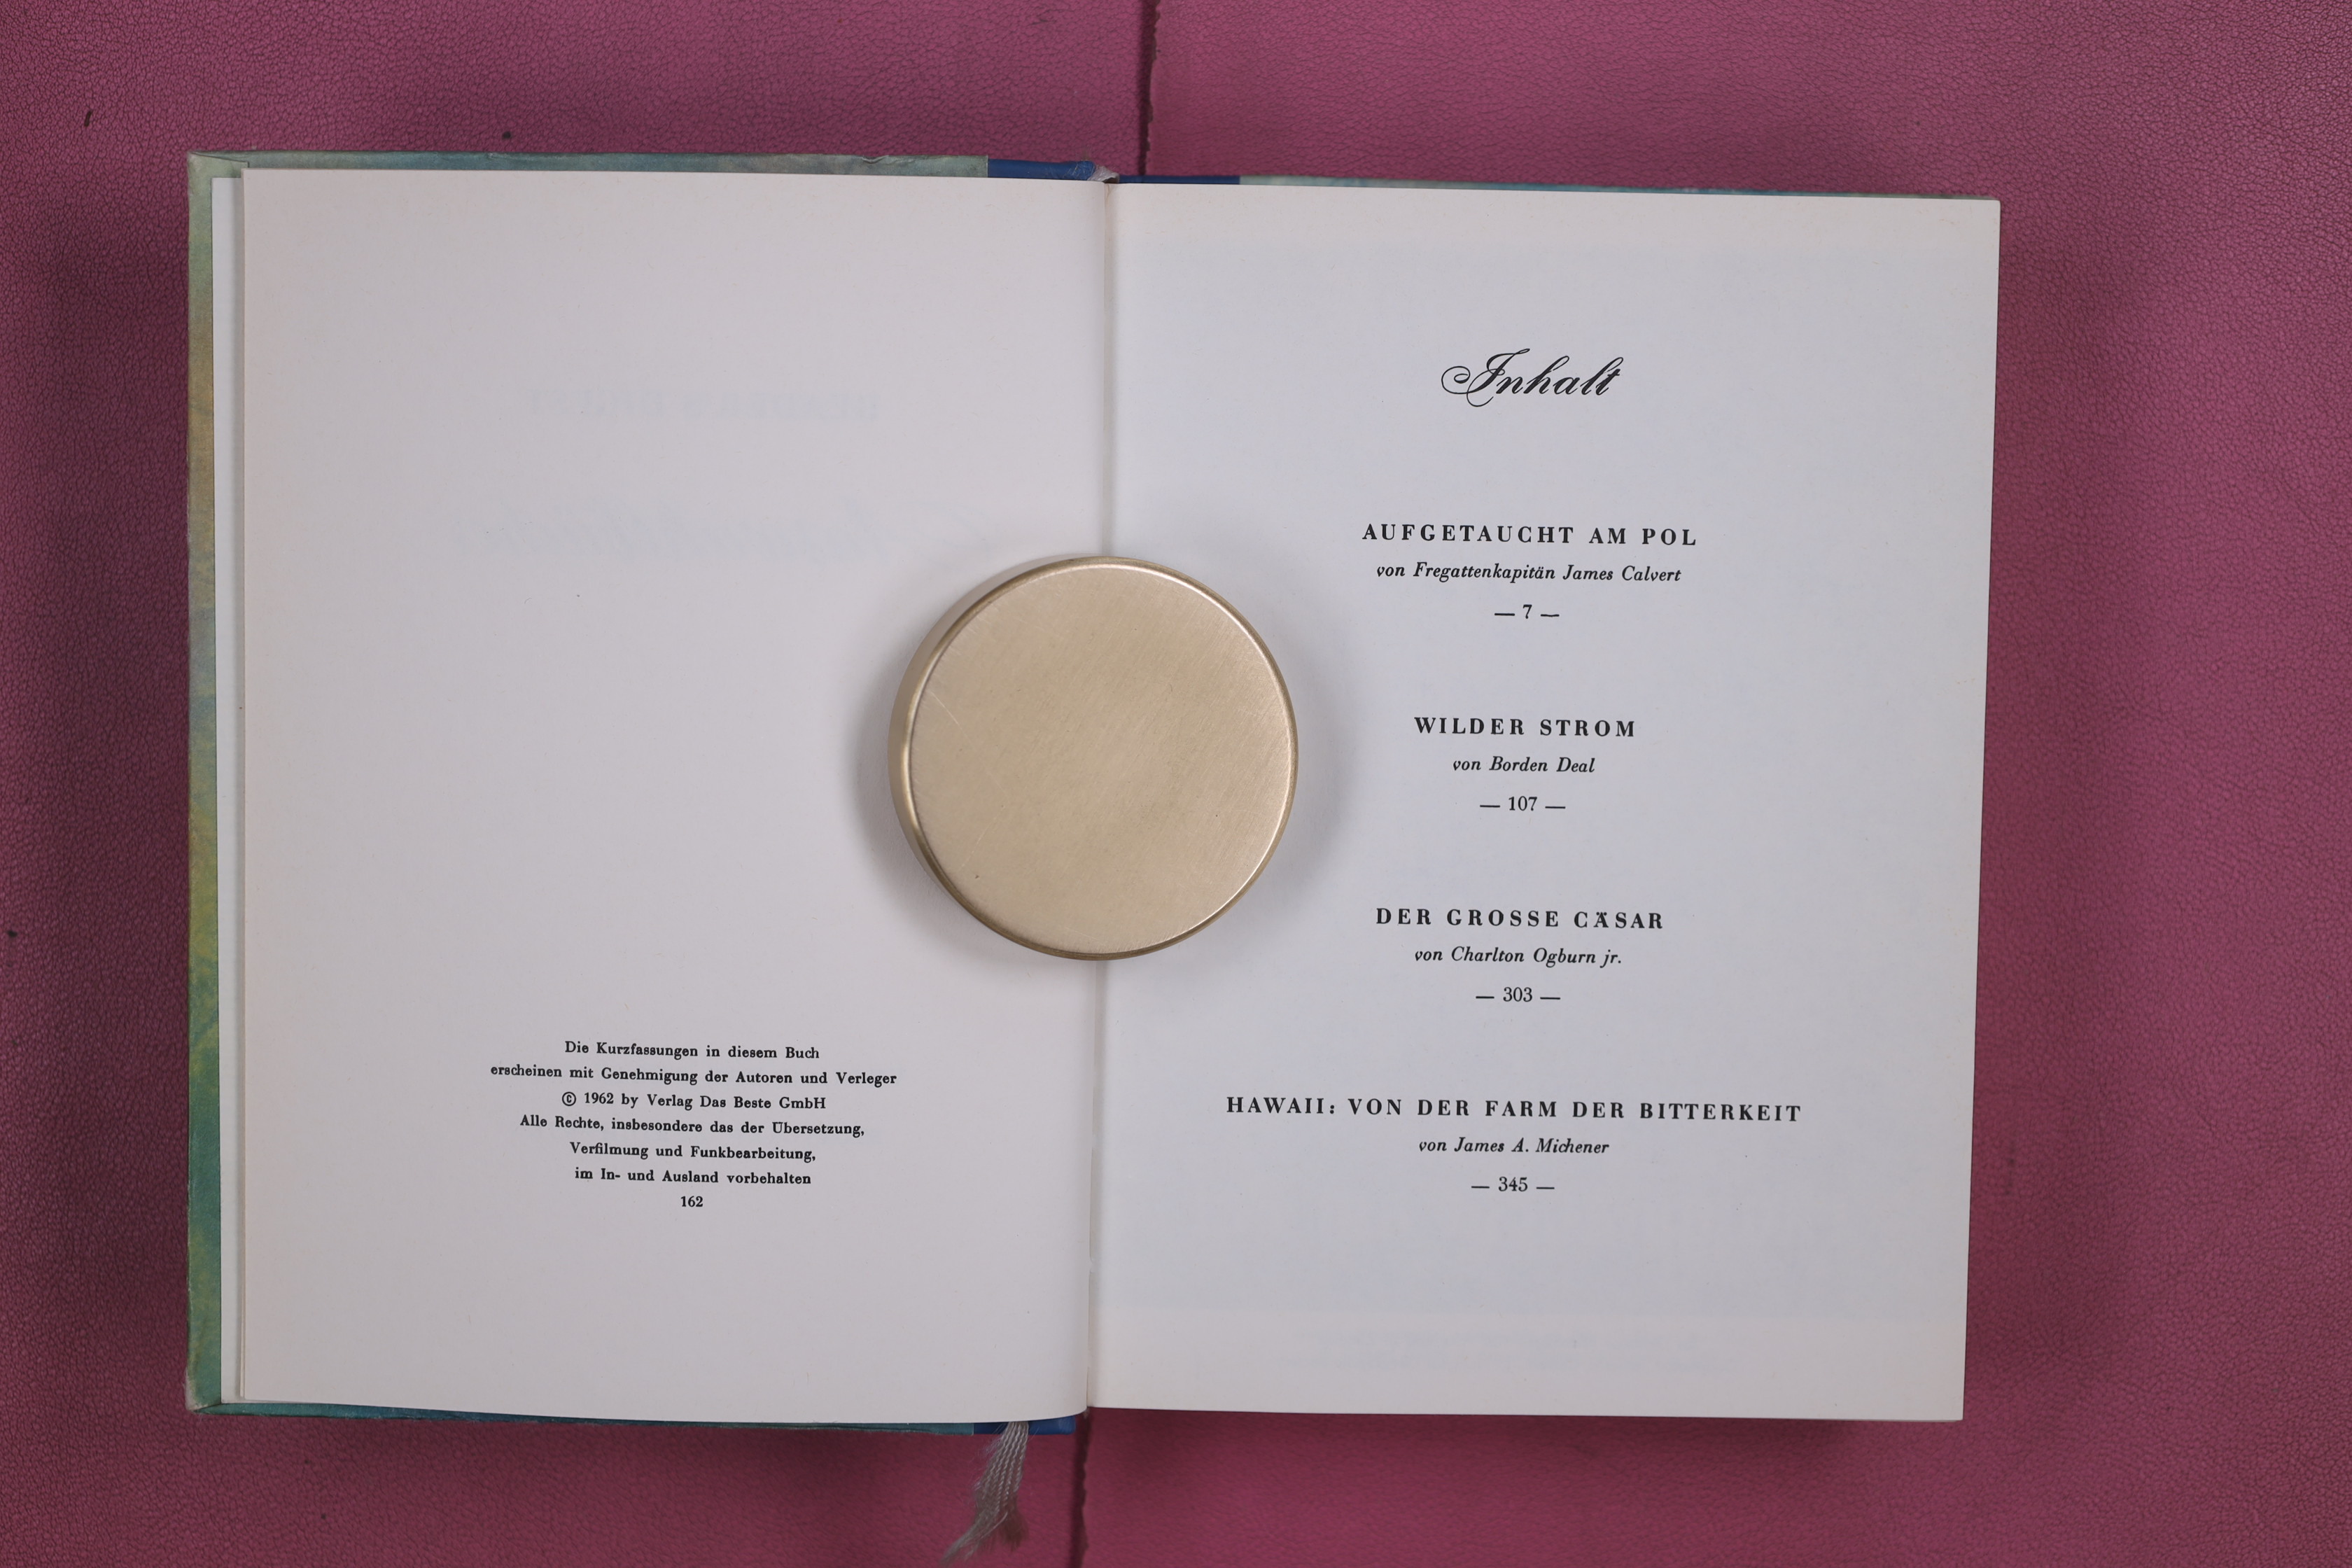 Die Kurzfassungen in diesem Buch
erscheinen mit Genehmigung der Autoren und Verleger
© 1962 by Verlag Das Beste GmbH
Alle Rechte, insbesondere das der Übersetzung,
Verfilmung und Funkbearbeitung,
im In- und Ausland vorbehalten
162
Inhalt
AUFGETAUCHT AM POL
von Fregattenkapitän James Calvert
— 7 —
WILDER STROM
von Borden Deal
— 107 —
DER GROSSE CÄSAR
von Charlton Ogburn jr.
— 303 —
HAWAII: VON DER FARM DER BITTERKEIT
von James A. Michener
— 345 —